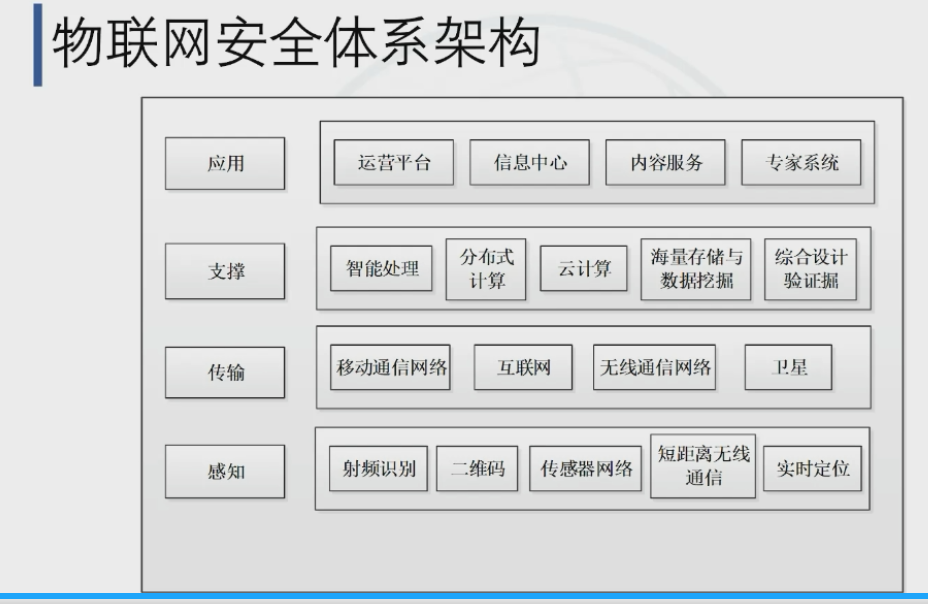 物联网安全体系架构
应用
运营平台
信息中心
内容服务
专家系统
支撑
智能处理
分布式
计算
云计算
海量存储与
数据挖掘
综合设计
验证掘
传输
移动通信网络
互联网
无线通信网络
卫星
感知
射频识别
二维码
传感器网络
短距离无线
通信
实时定位